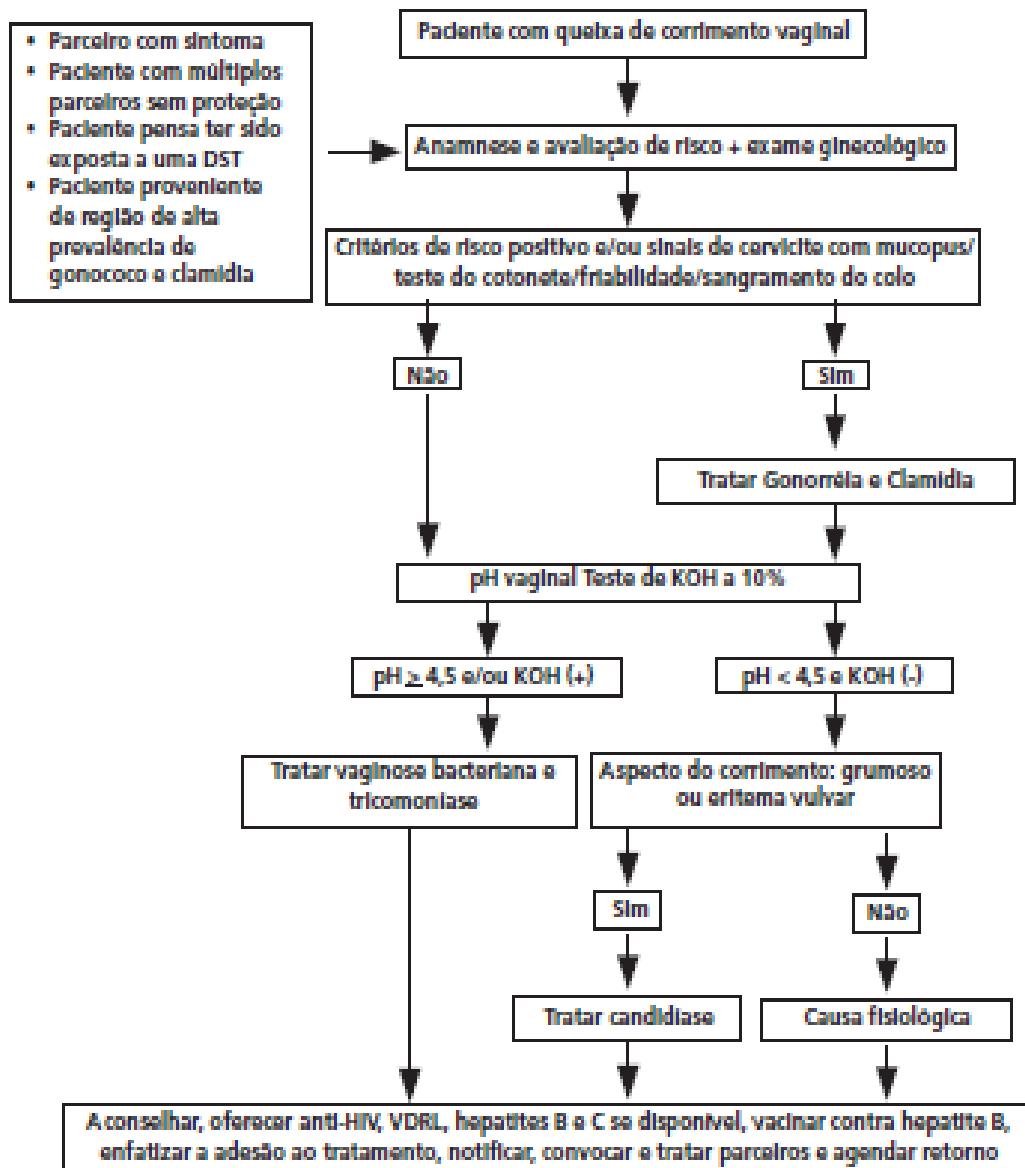 Paciente com queixa de corrimento vaginal
• Parceiro com sintoma
• Paciente com múltiplos
parceiros sem proteção
• Paciente pensa ter sido
exposta a uma DST
• Paciente proveniente
de região de alta
prevalência de
gonococo e clamídia
Anamnese e avaliação de risco + exame ginecológico
Critérios de risco positivo e/ou sinais de cervicite com mucopus/
teste do cotonete/friabilidade/sangramento do colo
Não
Sim
Tratar Gonorréia e Clamídia
pH vaginal Teste de KOH a 10%
pH ≥ 4,5 e/ou KOH (+)
pH < 4,5 e KOH (-)
Tratar vaginose bacteriana e
tricomoníase
Aspecto do corrimento: grumoso
ou eritema vulvar
Sim
Não
Tratar candidíase
Causa fisiológica
Aconselhar, oferecer anti-HIV, VDRL, hepatites B e C se disponível, vacinar contra hepatite B,
enfatizar a adesão ao tratamento, notificar, convocar e tratar parceiros e agendar retorno